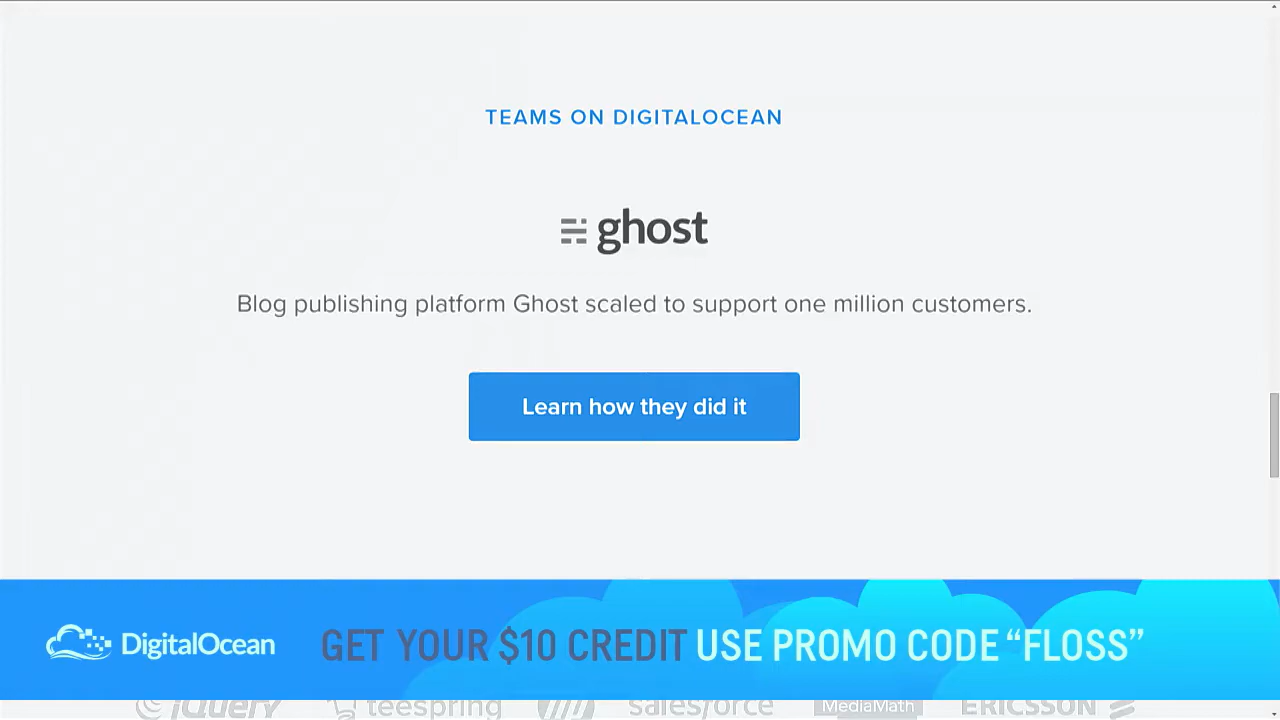 TEAMS ON DIGITALOCEAN
ghost
Blog publishing platform Ghost scaled to support one million customers.
Learn how they did it
DigitalOcean GET YOUR $10 CREDIT USE PROMO CODE “FLOSS”
jQuery teespring salesforce MediaMath ERICSSON